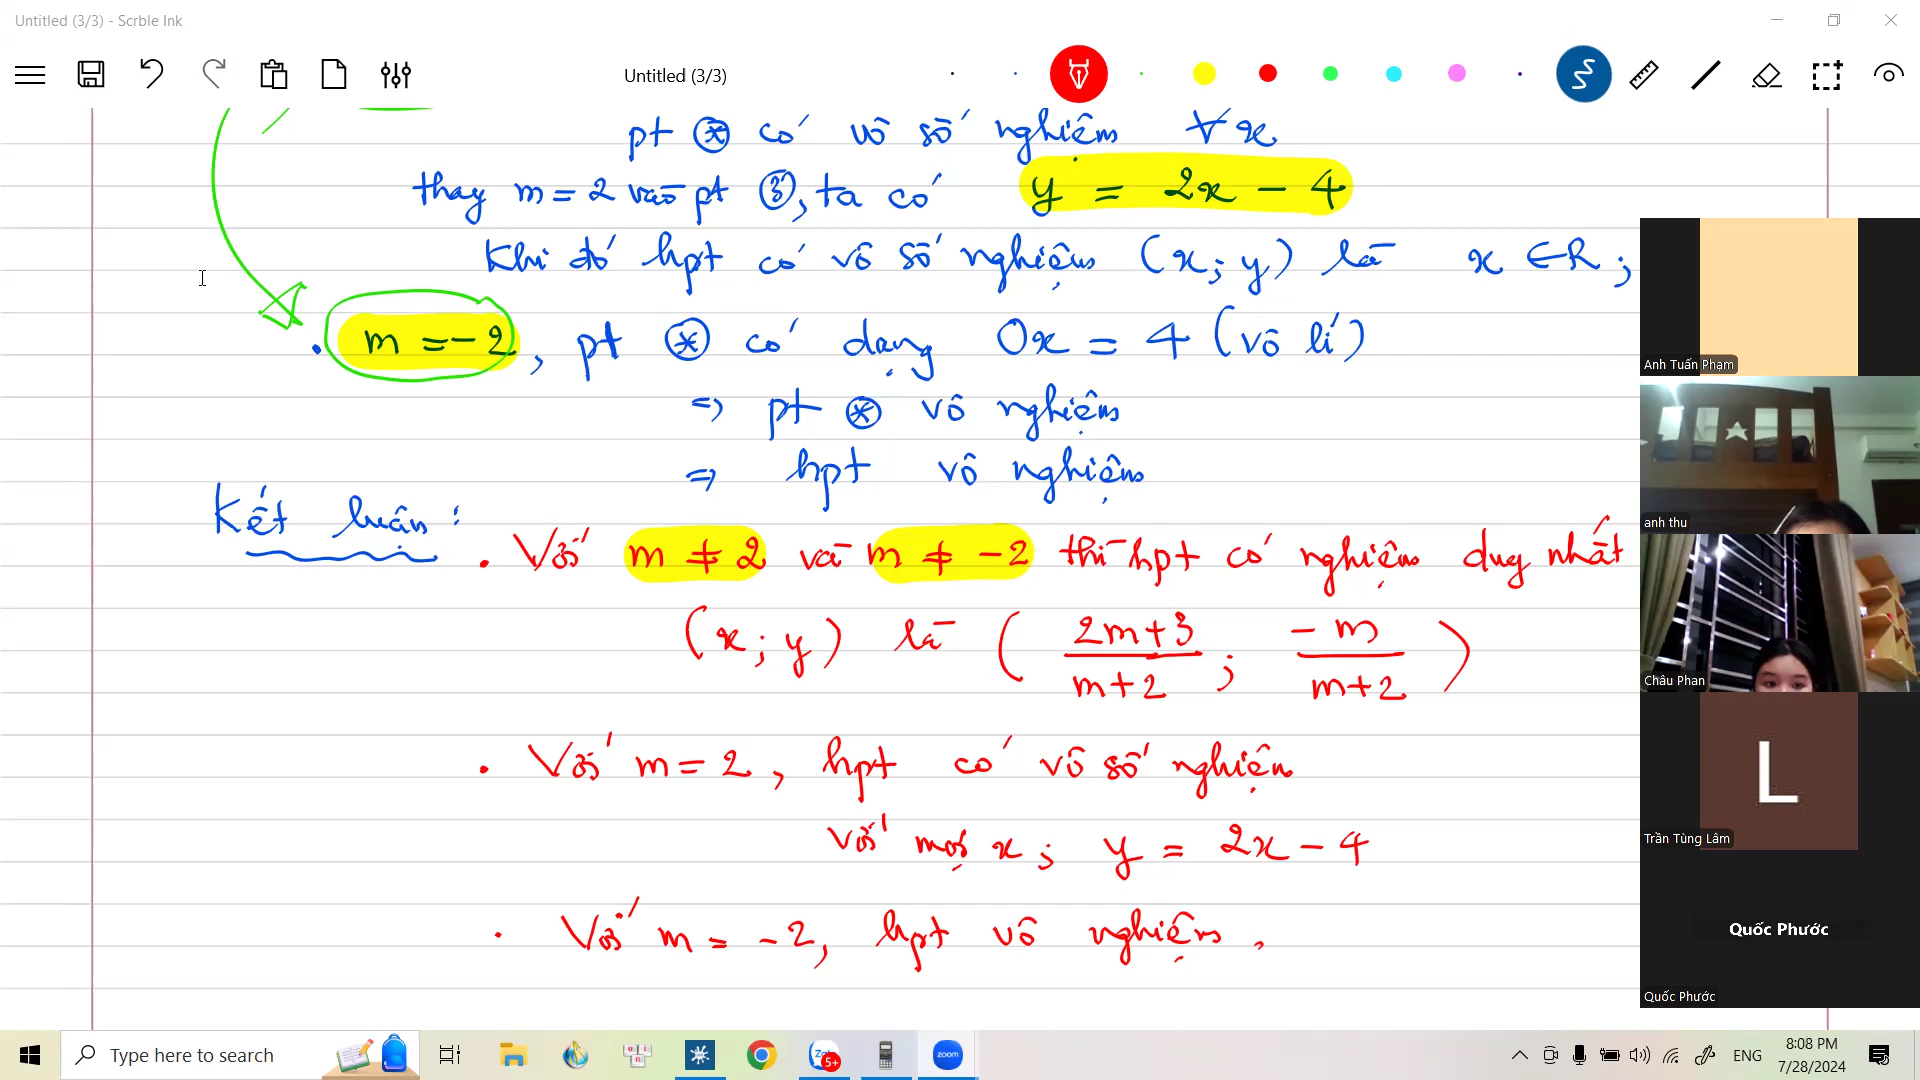 Untitled (3/3) - Scrble Ink
Untitled (3/3)
pt ⊛ có vô số nghiệm ∀x
thay m = 2 vào pt ③, ta có y = 2x - 4
Khi đó hpt có vô số nghiệm (x; y) là x ∈ R ;
. m = -2, pt ⊛ có dạng 0x = 4 (vô lí)
=> pt ⊛ vô nghiệm
=> hpt vô nghiệm
Kết luận :
. Với m ≠ 2 và m ≠ -2 thì hpt có nghiệm duy nhất
(x; y) là ( 2m+3 / m+2 ; -m / m+2 )
. Với m = 2, hpt có vô số nghiệm
với mọi x; y = 2x - 4
. Với m = -2, hpt vô nghiệm.
Anh Tuấn Phạm
anh thu
Châu Phan
L
Trần Tùng Lâm
Quốc Phước
Quốc Phước
Type here to search
5+
zoom
ENG
8:08 PM
7/28/2024